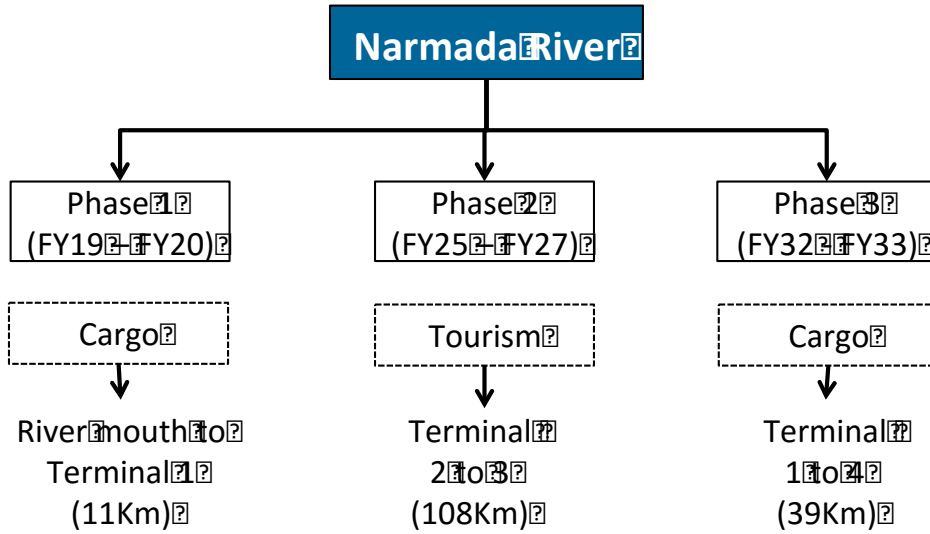 Narmada River
Phase 1
(FY19 – FY20)
Phase 2
(FY25 – FY27)
Phase 3
(FY32 - FY33)
Cargo
Tourism
Cargo
River mouth to
Terminal 1
(11Km)
Terminal
2 to 3
(108Km)
Terminal
1 to 4
(39Km)